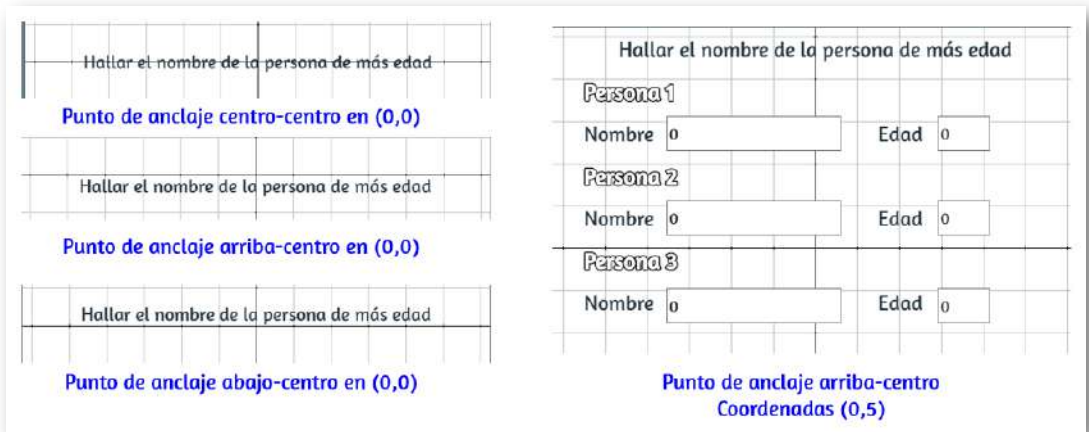 Hallar el nombre de la persona de más edad
Punto de anclaje centro-centro en (0,0)
Hallar el nombre de la persona de más edad
Punto de anclaje arriba-centro en (0,0)
Hallar el nombre de la persona de más edad
Punto de anclaje abajo-centro en (0,0)
Hallar el nombre de la persona de más edad
Persona 1
Nombre 0 Edad 0
Persona 2
Nombre 0 Edad 0
Persona 3
Nombre 0 Edad 0
Punto de anclaje arriba-centro
Coordenadas (0,5)